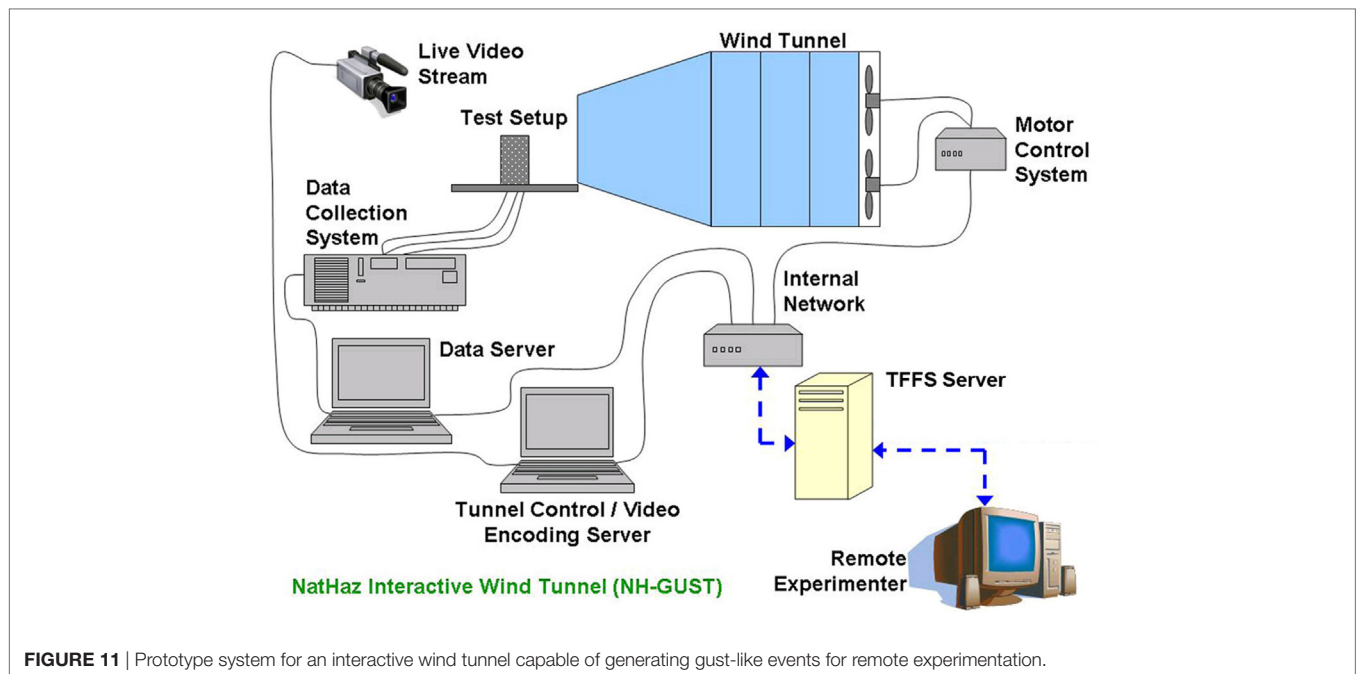 Live Video
Stream
Wind Tunnel
Test Setup
Motor
Control
System
Data
Collection
System
Internal
Network
Data Server
TFFS Server
Tunnel Control / Video
Encoding Server
Remote
Experimenter
NatHaz Interactive Wind Tunnel (NH-GUST)
FIGURE 11 | Prototype system for an interactive wind tunnel capable of generating gust-like events for remote experimentation.